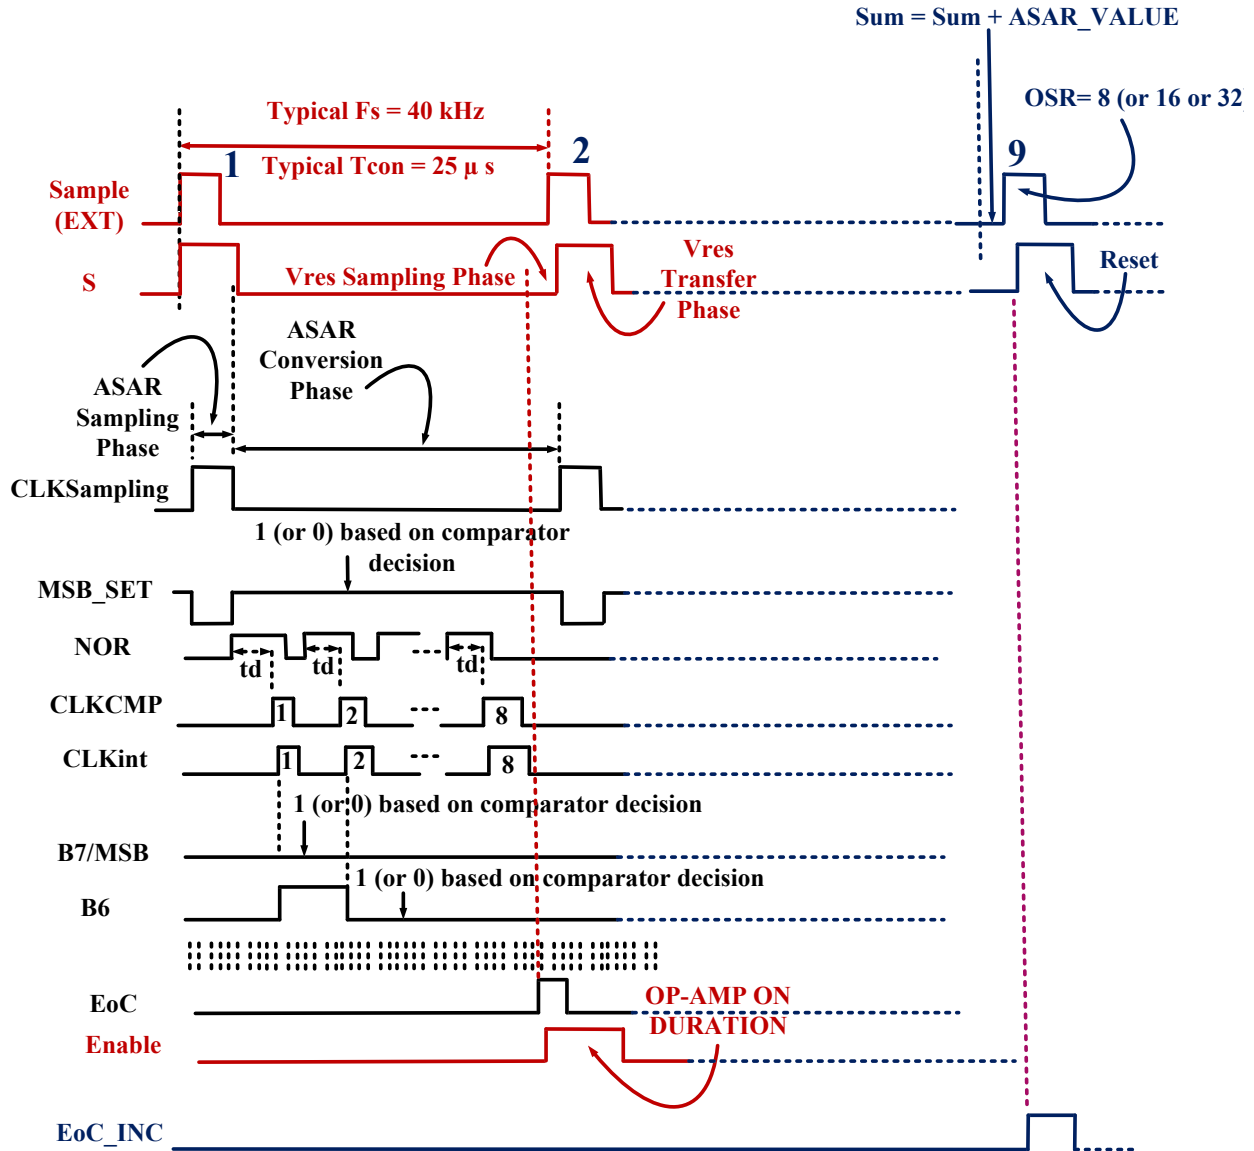 Sum = Sum + ASAR_VALUE
OSR= 8 (or 16 or 32
Typical Fs = 40 kHz
1
2
9
Typical Tcon = 25 µ s
Sample
(EXT)
S
Vres Sampling Phase
Vres
Transfer
Phase
Reset
ASAR
Conversion
Phase
ASAR
Sampling
Phase
CLKSampling
1 (or 0) based on comparator
decision
MSB_SET
NOR
td
td
td
CLKCMP
1
2
8
CLKint
1
2
8
1 (or 0) based on comparator decision
B7/MSB
1 (or 0) based on comparator decision
B6
EoC
OP-AMP ON
DURATION
Enable
EoC_INC